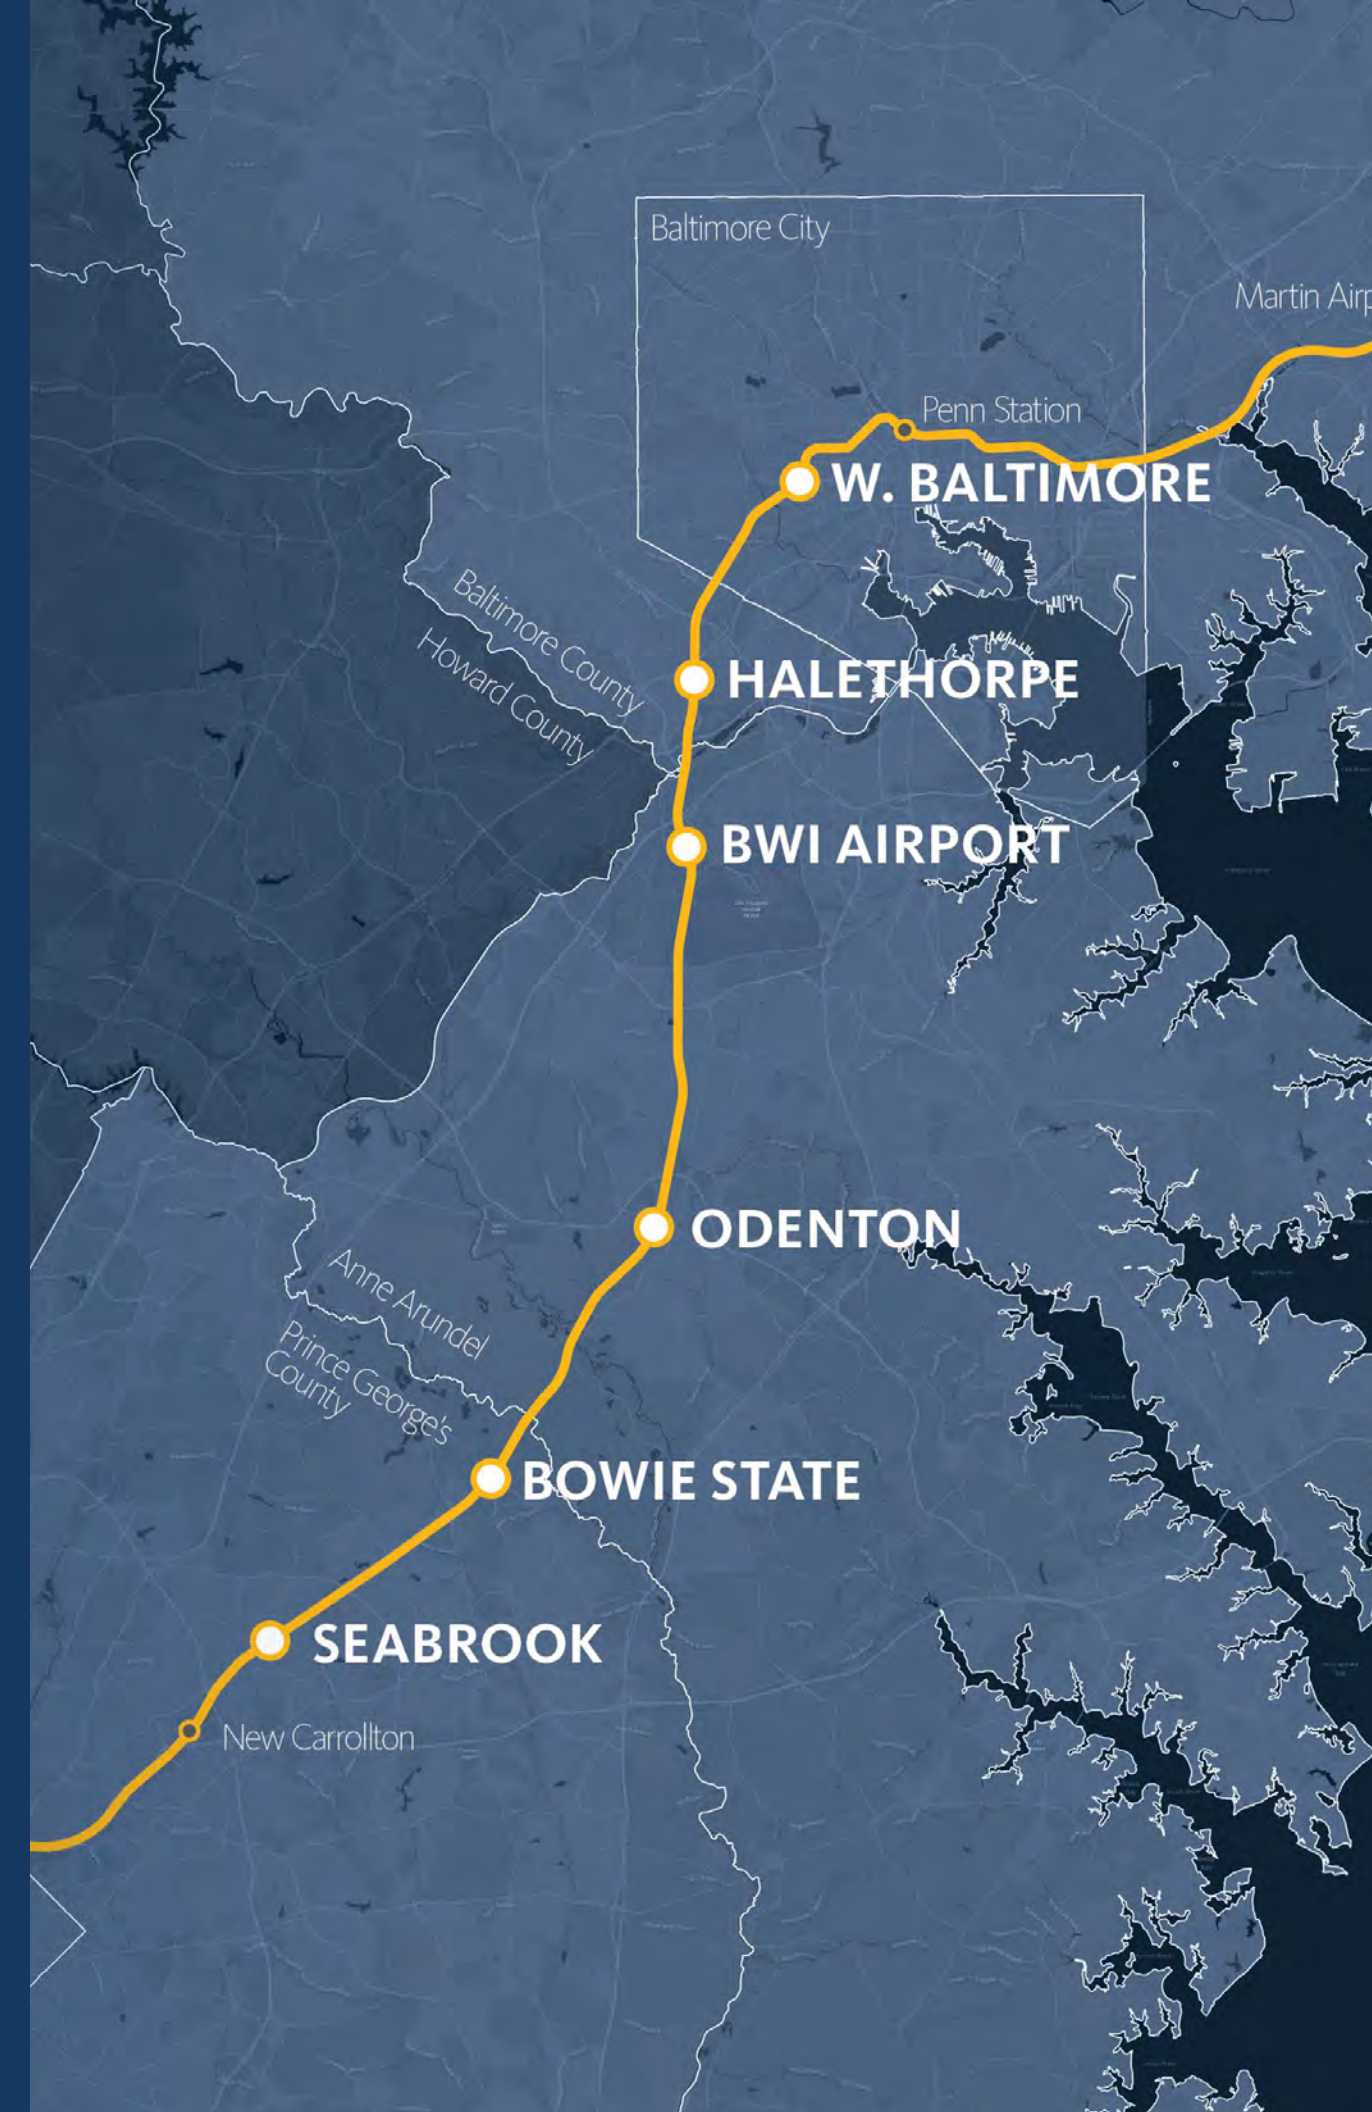 Baltimore City
Martin Airp
Penn Station
W. BALTIMORE
Baltimore County
Howard County
HALETHORPE
BWI AIRPORT
ODENTON
Anne Arundel
Prince George's
County
BOWIE STATE
SEABROOK
New Carrollton